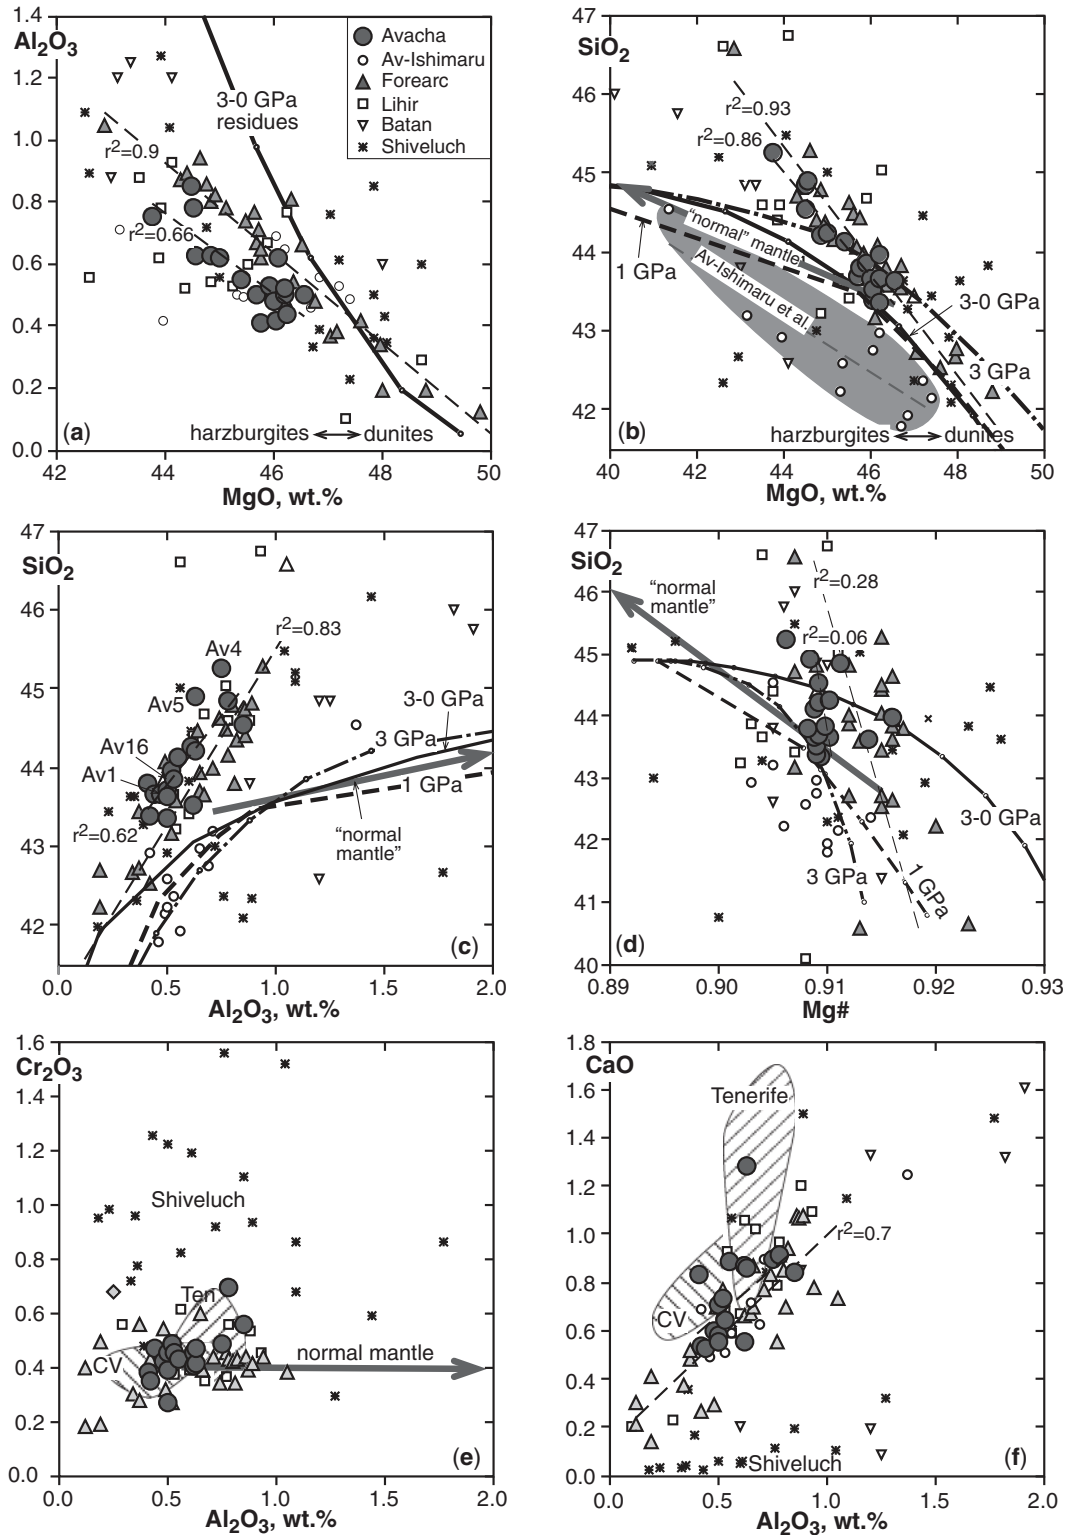 1.4
Al₂O₃
1.2
1.0
0.8
0.6
0.4
0.2
0.0
Avacha
Av-Ishimaru
Forearc
Lihir
Batan
Shiveluch
3-0 GPa
residues
r²=0.9
r²=0.66
(a)
harzburgites
dunites
42
44
46
48
50
MgO, wt.%
47
SiO₂
46
45
44
43
42
r²=0.93
r²=0.86
"normal" mantle
1 GPa
Av-Ishimaru et al.
3-0 GPa
3 GPa
(b)
harzburgites
dunites
40
42
44
46
48
50
MgO, wt.%
47
SiO₂
46
45
44
43
42
r²=0.83
Av4
Av5
Av16
Av1
r²=0.62
3-0 GPa
3 GPa
1 GPa
"normal
mantle"
(c)
0.0
0.5
1.0
1.5
2.0
Al₂O₃, wt.%
47
SiO₂
46
45
44
43
42
41
40
"normal
mantle"
r²=0.28
r²=0.06
3-0 GPa
3 GPa
1 GPa
(d)
0.89
0.90
0.91
0.92
0.93
Mg#
1.6
Cr₂O₃
1.4
1.2
1.0
0.8
0.6
0.4
0.2
0.0
Shiveluch
Ten
CV
normal mantle
(e)
0.0
0.5
1.0
1.5
2.0
Al₂O₃, wt.%
1.8
CaO
1.6
1.4
1.2
1.0
0.8
0.6
0.4
0.2
0.0
Tenerife
r²=0.7
CV
Shiveluch
(f)
0.0
0.5
1.0
1.5
2.0
Al₂O₃, wt.%